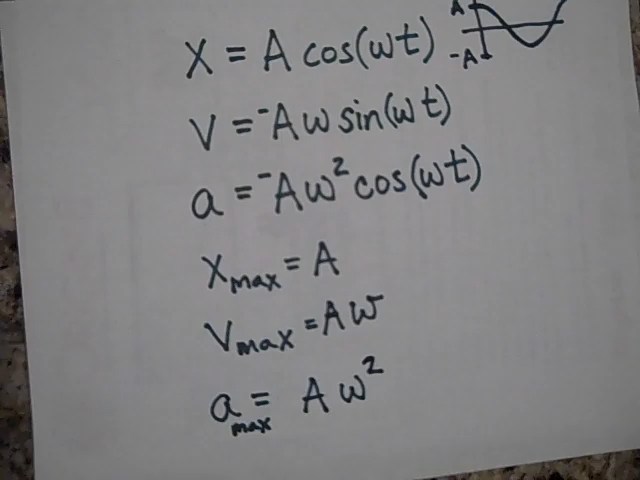 X = A cos(ωt) A
-A
V = -Aω sin(ωt)
a = -Aω² cos(ωt)
Xmax = A
Vmax = Aω
amax = Aω²